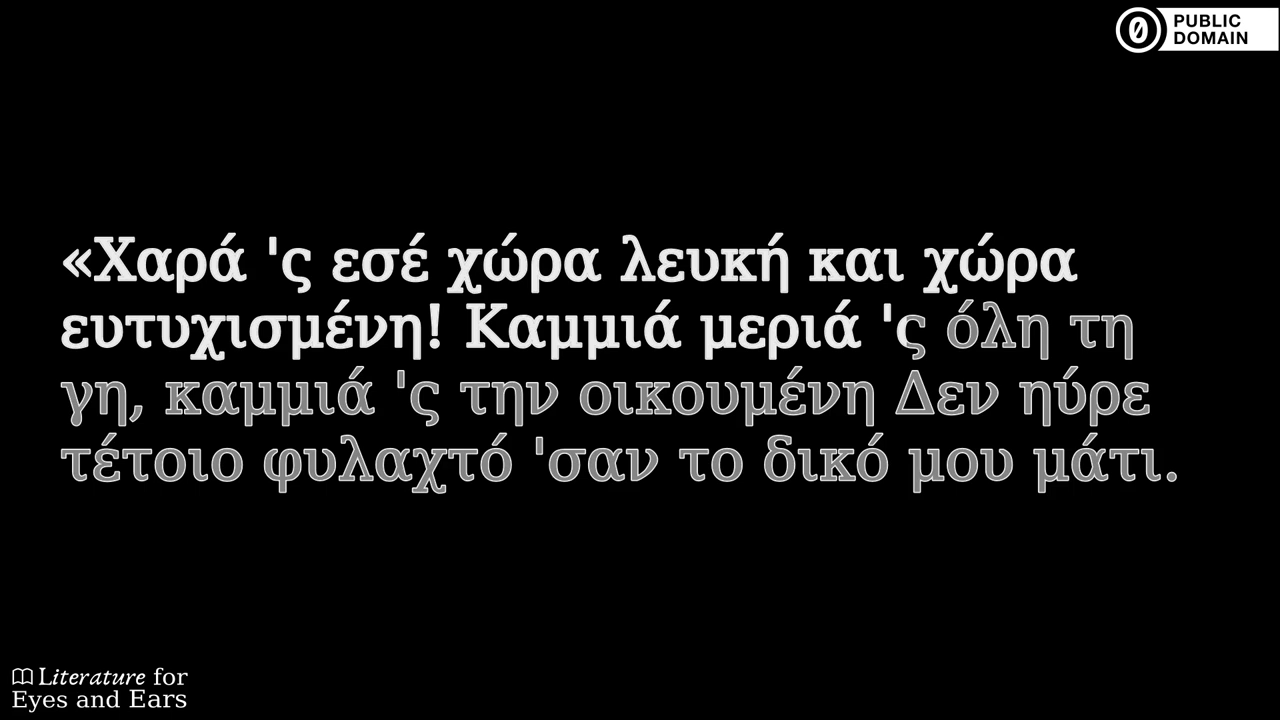 PUBLIC
DOMAIN
«Χαρά 'ς εσέ χώρα λευκή και χώρα
ευτυχισμένη! Καμμιά μεριά 'ς όλη τη
γη, καμμιά 'ς την οικουμένη Δεν ηύρε
τέτοιο φυλαχτό 'σαν το δικό μου μάτι.
Literature for
Eyes and Ears